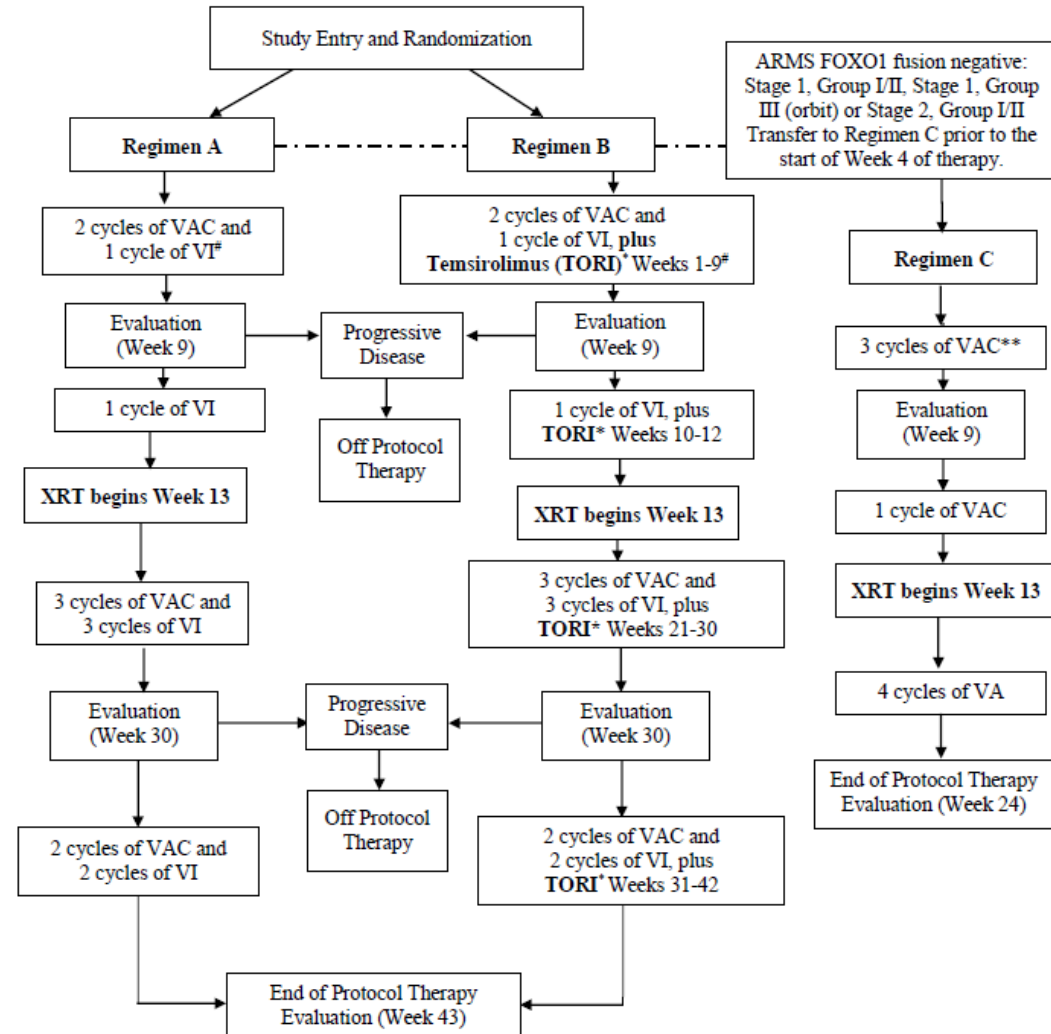 Study Entry and Randomization
ARMS FOXO1 fusion negative:
Stage 1, Group I/II, Stage 1, Group
III (orbit) or Stage 2, Group I/II
Transfer to Regimen C prior to the
start of Week 4 of therapy.
Regimen A
Regimen B
2 cycles of VAC and
1 cycle of VI#
2 cycles of VAC and
1 cycle of VI, plus
Temsirolimus (TORI)* Weeks 1-9#
Regimen C
Evaluation
(Week 9)
Progressive
Disease
Evaluation
(Week 9)
3 cycles of VAC**
1 cycle of VI
Off Protocol
Therapy
1 cycle of VI, plus
TORI* Weeks 10-12
Evaluation
(Week 9)
XRT begins Week 13
XRT begins Week 13
1 cycle of VAC
3 cycles of VAC and
3 cycles of VI
3 cycles of VAC and
3 cycles of VI, plus
TORI* Weeks 21-30
XRT begins Week 13
Evaluation
(Week 30)
Progressive
Disease
Evaluation
(Week 30)
4 cycles of VA
2 cycles of VAC and
2 cycles of VI
Off Protocol
Therapy
2 cycles of VAC and
2 cycles of VI, plus
TORI* Weeks 31-42
End of Protocol Therapy
Evaluation (Week 24)
End of Protocol Therapy
Evaluation (Week 43)